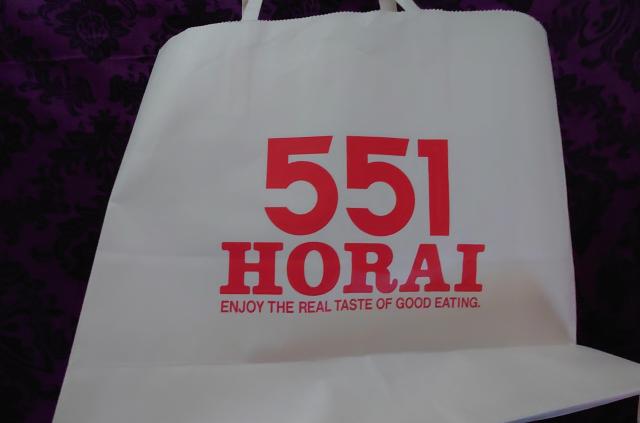 551
HORAI
ENJOY THE REAL TASTE OF GOOD EATING.